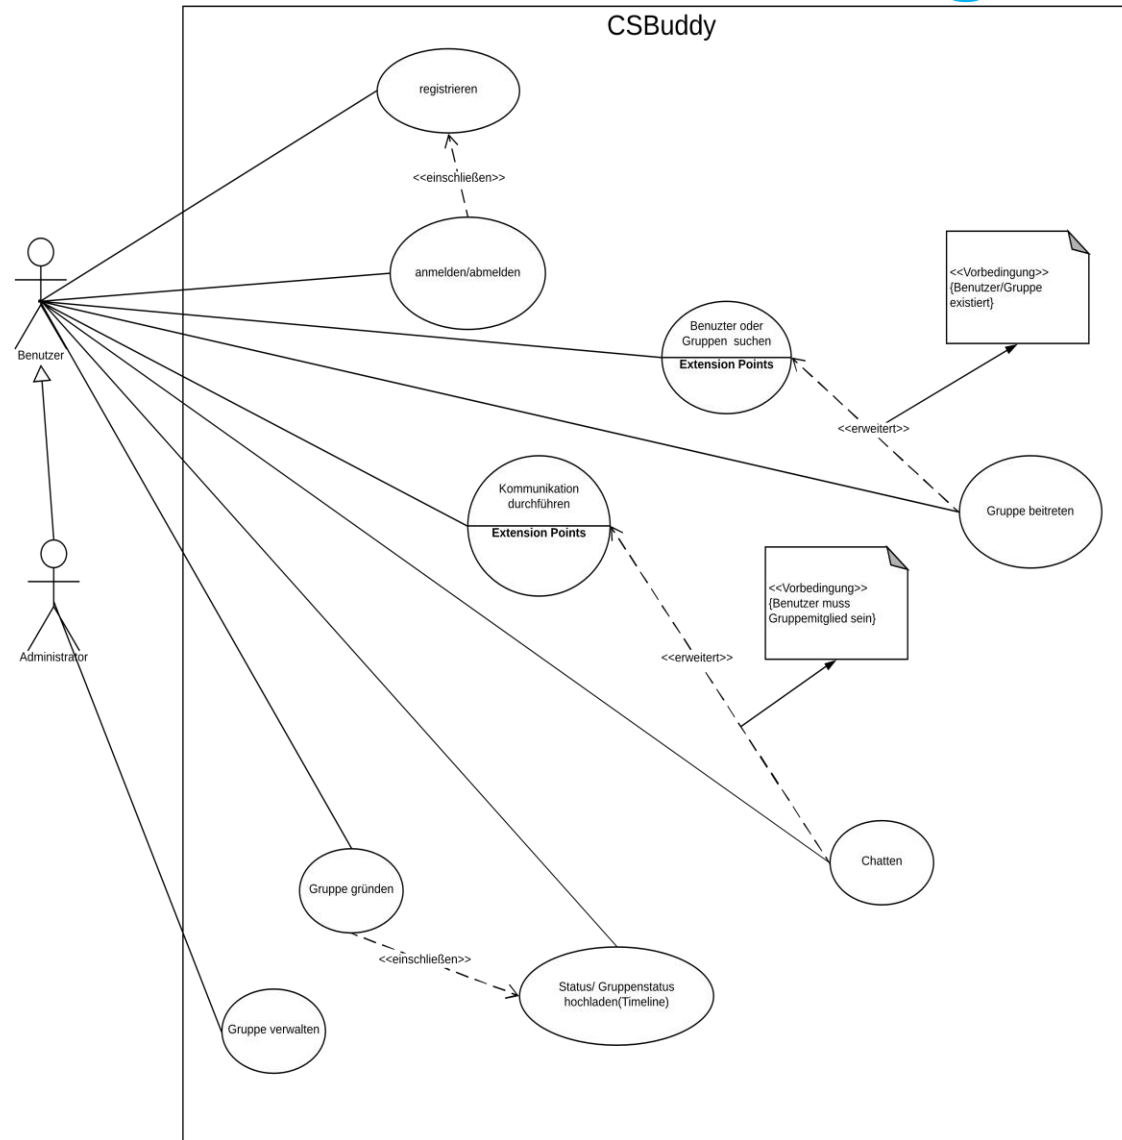 CSBuddy
registrieren
<<einschließen>>
anmelden/abmelden
Benutzer
<<Vorbedingung>>
{Benutzer/Gruppe
existiert}
Benuzter oder
Gruppen suchen
Extension Points
<<erweitert>>
Kommunikation
durchführen
Extension Points
Gruppe beitreten
<<Vorbedingung>>
{Benutzer muss
Gruppemitglied sein}
Administrator
<<erweitert>>
Chatten
Gruppe gründen
<<einschließen>>
Status/ Gruppenstatus
hochladen(Timeline)
Gruppe verwalten